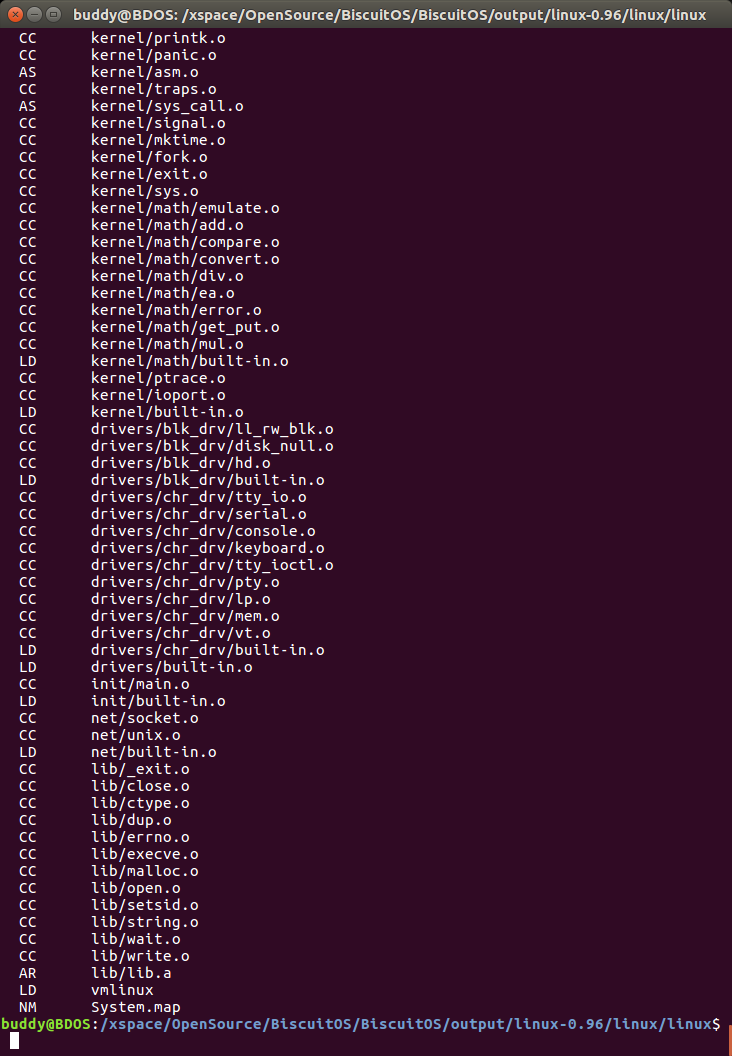 buddy@BDOS: /xspace/OpenSource/BiscuitOS/BiscuitOS/output/linux-0.96/linux/linux
CC kernel/printk.o
CC kernel/panic.o
AS kernel/asm.o
CC kernel/traps.o
AS kernel/sys_call.o
CC kernel/signal.o
CC kernel/mktime.o
CC kernel/fork.o
CC kernel/exit.o
CC kernel/sys.o
CC kernel/math/emulate.o
CC kernel/math/add.o
CC kernel/math/compare.o
CC kernel/math/convert.o
CC kernel/math/div.o
CC kernel/math/ea.o
CC kernel/math/error.o
CC kernel/math/get_put.o
CC kernel/math/mul.o
LD kernel/math/built-in.o
CC kernel/ptrace.o
CC kernel/ioport.o
LD kernel/built-in.o
CC drivers/blk_drv/ll_rw_blk.o
CC drivers/blk_drv/disk_null.o
CC drivers/blk_drv/hd.o
LD drivers/blk_drv/built-in.o
CC drivers/chr_drv/tty_io.o
CC drivers/chr_drv/serial.o
CC drivers/chr_drv/console.o
CC drivers/chr_drv/keyboard.o
CC drivers/chr_drv/tty_ioctl.o
CC drivers/chr_drv/pty.o
CC drivers/chr_drv/lp.o
CC drivers/chr_drv/mem.o
CC drivers/chr_drv/vt.o
LD drivers/chr_drv/built-in.o
LD drivers/built-in.o
CC init/main.o
LD init/built-in.o
CC net/socket.o
CC net/unix.o
LD net/built-in.o
CC lib/_exit.o
CC lib/close.o
CC lib/ctype.o
CC lib/dup.o
CC lib/errno.o
CC lib/execve.o
CC lib/malloc.o
CC lib/open.o
CC lib/setsid.o
CC lib/string.o
CC lib/wait.o
CC lib/write.o
AR lib/lib.a
LD vmlinux
NM System.map
buddy@BDOS:/xspace/OpenSource/BiscuitOS/BiscuitOS/output/linux-0.96/linux/linux$